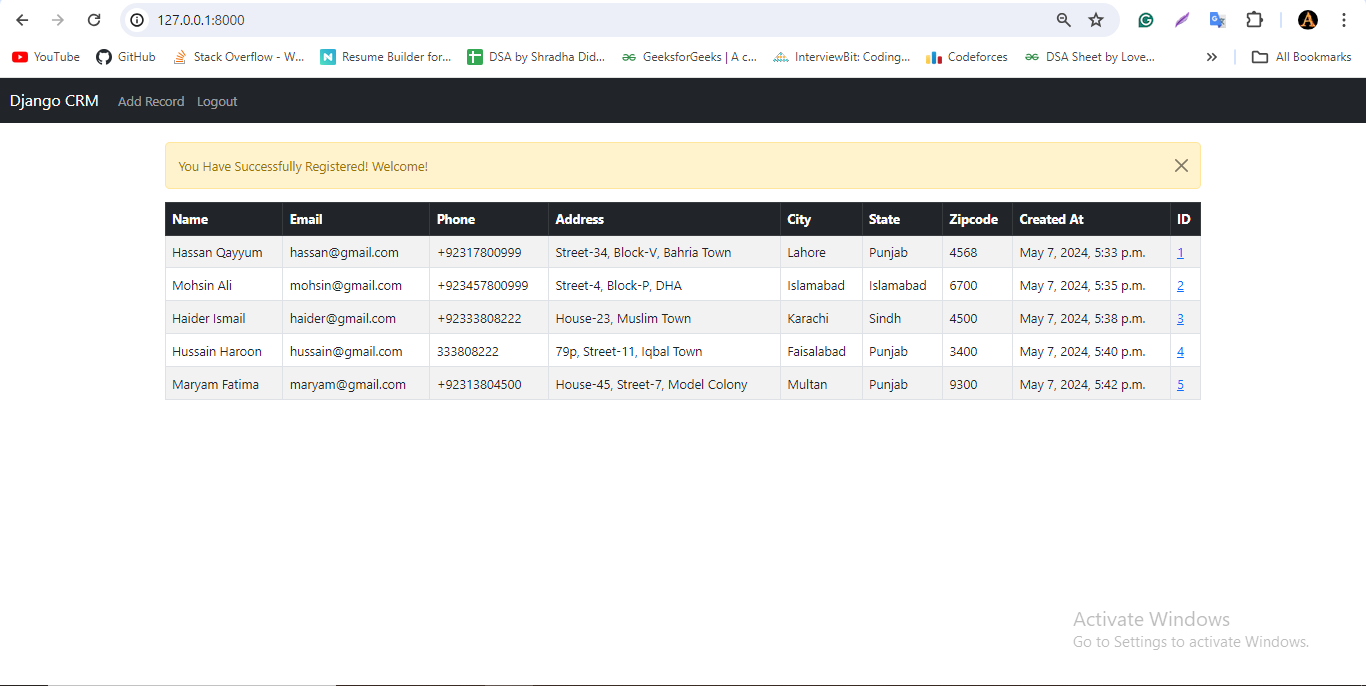 127.0.0.1:8000
YouTube GitHub Stack Overflow - W... Resume Builder for... DSA by Shradha Did... GeeksforGeeks | A c... InterviewBit: Coding... Codeforces DSA Sheet by Love... All Bookmarks
Django CRM Add Record Logout
You Have Successfully Registered! Welcome!
Name Email Phone Address City State Zipcode Created At ID
Hassan Qayyum hassan@gmail.com +92317800999 Street-34, Block-V, Bahria Town Lahore Punjab 4568 May 7, 2024, 5:33 p.m. 1
Mohsin Ali mohsin@gmail.com +923457800999 Street-4, Block-P, DHA Islamabad Islamabad 6700 May 7, 2024, 5:35 p.m. 2
Haider Ismail haider@gmail.com +92333808222 House-23, Muslim Town Karachi Sindh 4500 May 7, 2024, 5:38 p.m. 3
Hussain Haroon hussain@gmail.com 333808222 79p, Street-11, Iqbal Town Faisalabad Punjab 3400 May 7, 2024, 5:40 p.m. 4
Maryam Fatima maryam@gmail.com +92313804500 House-45, Street-7, Model Colony Multan Punjab 9300 May 7, 2024, 5:42 p.m. 5
Activate Windows
Go to Settings to activate Windows.